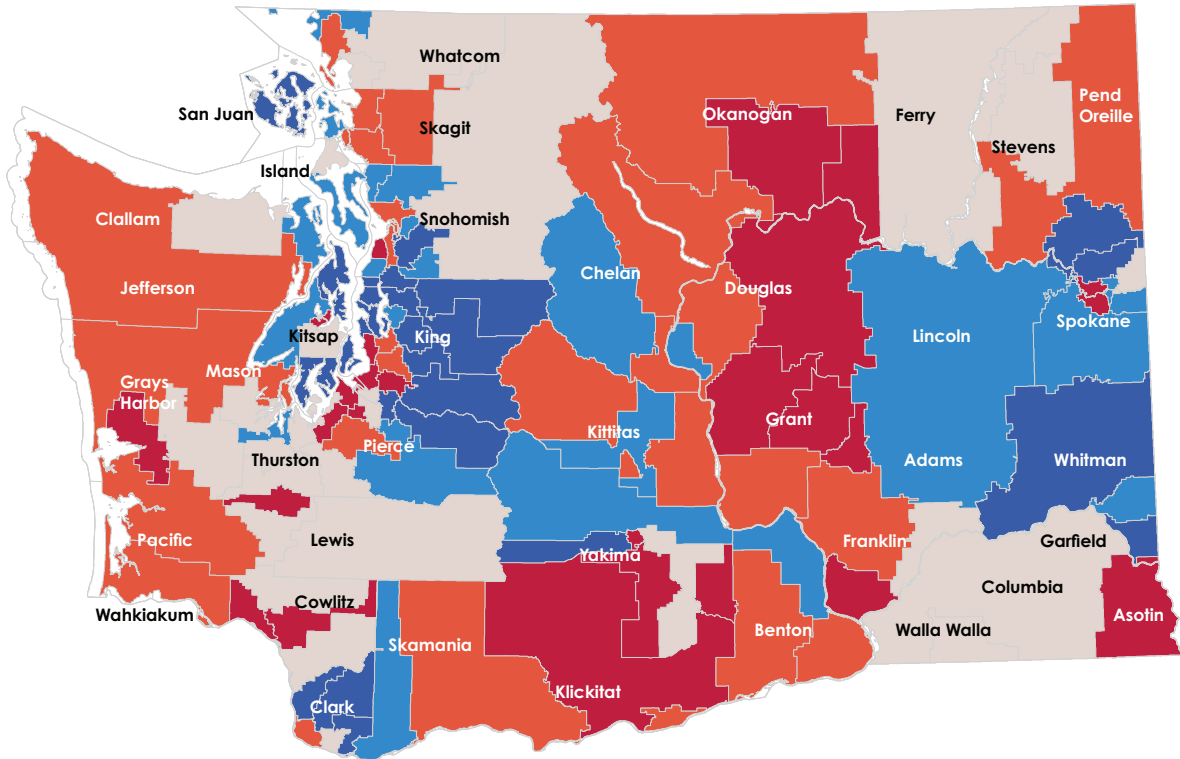 Whatcom
San Juan
Skagit
Okanogan
Ferry
Pend
Oreille
Stevens
Island
Clallam
Snohomish
Chelan
Jefferson
Douglas
Kitsap
King
Lincoln
Spokane
Mason
Grays
Harbor
Grant
Kittitas
Pierce
Thurston
Adams
Whitman
Pacific
Lewis
Yakima
Franklin
Garfield
Columbia
Wahkiakum
Cowlitz
Asotin
Benton
Walla Walla
Skamania
Klickitat
Clark